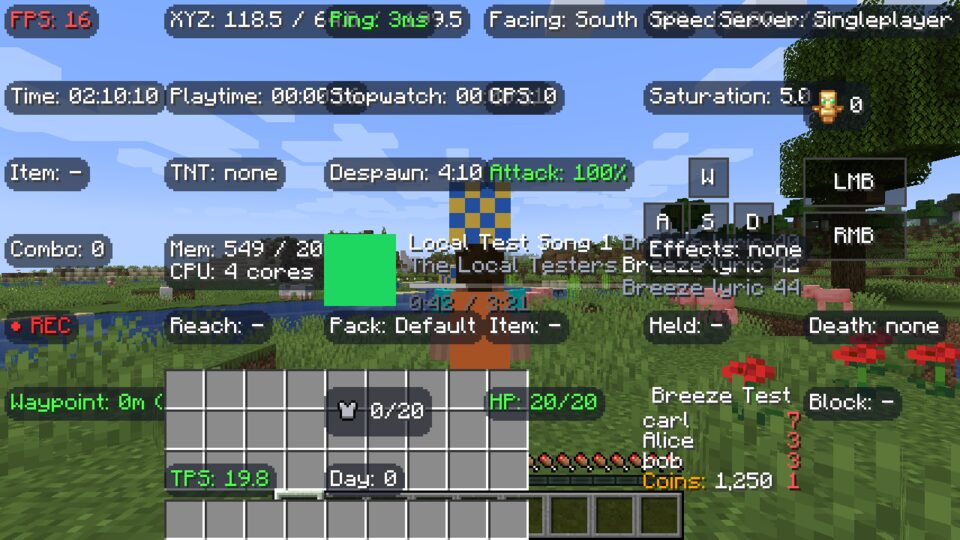 FPS: 16
XYZ: 118.5 / 6
Ping: 3ms
9.5
Facing: South
Speed
Server: Singleplayer
Time: 02:10:10
Playtime: 00:00
Stopwatch: 00
CPS: 0
Saturation: 5.0
0
Item: -
TNT: none
Despawn: 4:10
Attack: 100%
W
LMB
A S D
RMB
Combo: 0
Mem: 549 / 20
CPU: 4 cores
Local Test Song 1
The Local Testers
0:42 / 3:21
Effects: none
Breeze lyric 42
Breeze lyric 44
REC
Reach: -
Pack: Default
Item: -
Held: -
Death: none
Waypoint: 0m (
0/20
HP: 20/20
Breeze Test
Block: -
carl 7
Alice 3
bob 3
Coins: 1,250 1
TPS: 19.8
Day: 0